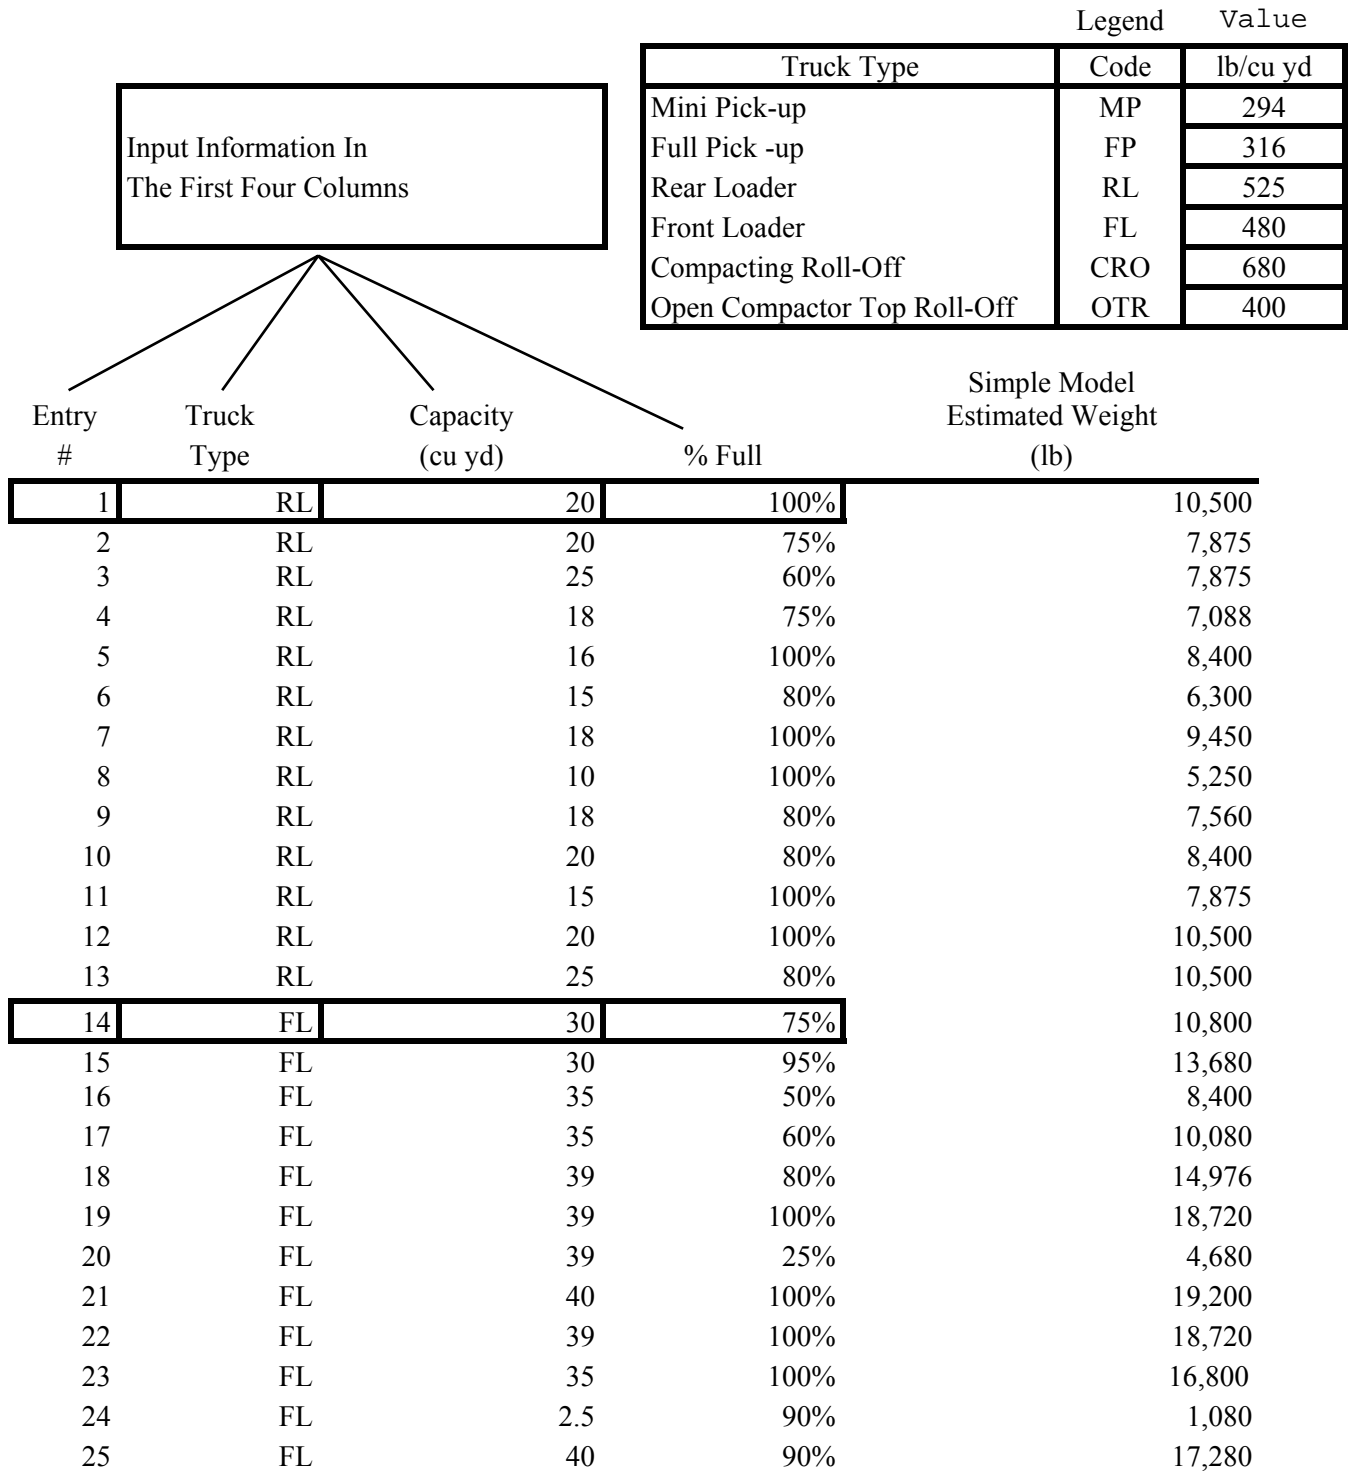 Legend Value
Truck Type Code lb/cu yd
Mini Pick-up MP 294
Input Information In Full Pick -up FP 316
The First Four Columns Rear Loader RL 525
Front Loader FL 480
Compacting Roll-Off CRO 680
Open Compactor Top Roll-Off OTR 400
Simple Model
Entry Truck Capacity Estimated Weight
# Type (cu yd) % Full (lb)
1 RL 20 100% 10,500
2 RL 20 75% 7,875
3 RL 25 60% 7,875
4 RL 18 75% 7,088
5 RL 16 100% 8,400
6 RL 15 80% 6,300
7 RL 18 100% 9,450
8 RL 10 100% 5,250
9 RL 18 80% 7,560
10 RL 20 80% 8,400
11 RL 15 100% 7,875
12 RL 20 100% 10,500
13 RL 25 80% 10,500
14 FL 30 75% 10,800
15 FL 30 95% 13,680
16 FL 35 50% 8,400
17 FL 35 60% 10,080
18 FL 39 80% 14,976
19 FL 39 100% 18,720
20 FL 39 25% 4,680
21 FL 40 100% 19,200
22 FL 39 100% 18,720
23 FL 35 100% 16,800
24 FL 2.5 90% 1,080
25 FL 40 90% 17,280